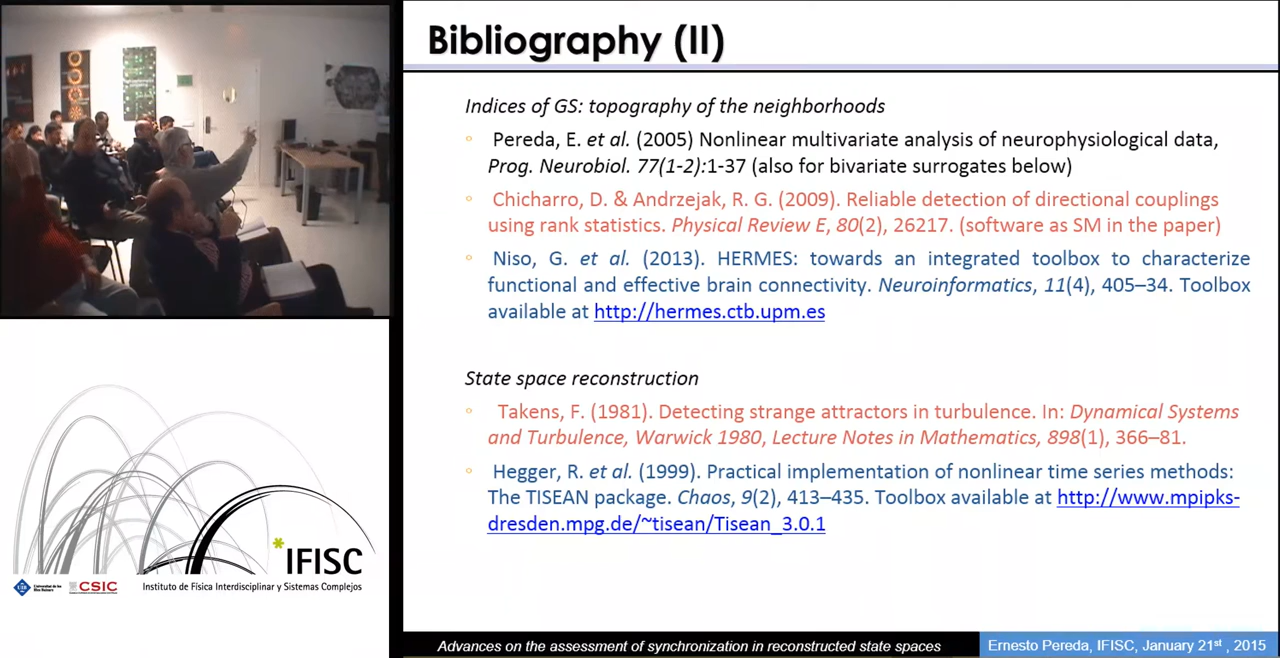 Bibliography (II)
Indices of GS: topography of the neighborhoods
◦ Pereda, E. et al. (2005) Nonlinear multivariate analysis of neurophysiological data,
Prog. Neurobiol. 77(1-2):1-37 (also for bivariate surrogates below)
◦ Chicharro, D. & Andrzejak, R. G. (2009). Reliable detection of directional couplings
using rank statistics. Physical Review E, 80(2), 26217. (software as SM in the paper)
◦ Niso, G. et al. (2013). HERMES: towards an integrated toolbox to characterize
functional and effective brain connectivity. Neuroinformatics, 11(4), 405–34. Toolbox
available at http://hermes.ctb.upm.es
State space reconstruction
◦ Takens, F. (1981). Detecting strange attractors in turbulence. In: Dynamical Systems
and Turbulence, Warwick 1980, Lecture Notes in Mathematics, 898(1), 366–81.
◦ Hegger, R. et al. (1999). Practical implementation of nonlinear time series methods:
The TISEAN package. Chaos, 9(2), 413–435. Toolbox available at http://www.mpipks-
dresden.mpg.de/~tisean/Tisean_3.0.1
*IFISC
CSIC
Instituto de Física Interdisciplinar y Sistemas Complejos
Advances on the assessment of synchronization in reconstructed state spaces
Ernesto Pereda, IFISC, January 21st, 2015